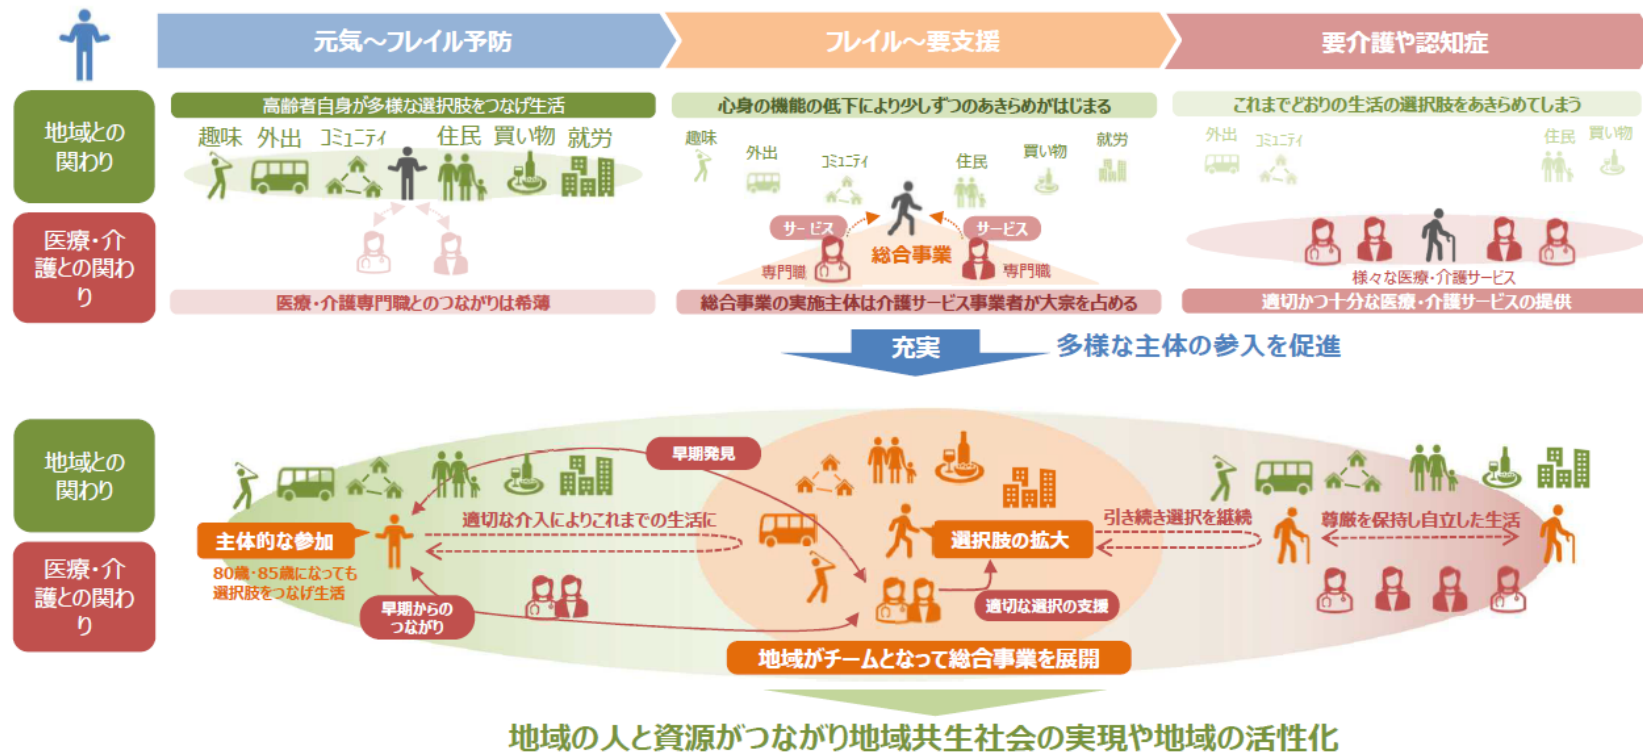 元気～フレイル予防
フレイル～要支援
要介護や認知症
地域との
関わり
高齢者自身が多様な選択肢をつなげ生活
趣味 外出 コミュニティ 住民 買い物 就労
心身の機能の低下により少しずつのあきらめがはじまる
趣味
外出
コミュニティ
住民
買い物
就労
これまでどおりの生活の選択肢をあきらめてしまう
外出
コミュニティ
住民
買い物
医療・介
護との関わ
り
医療・介護専門職とのつながりは希薄
サービス
サービス
総合事業
専門職
専門職
総合事業の実施主体は介護サービス事業者が大宗を占める
様々な医療・介護サービス
適切かつ十分な医療・介護サービスの提供
充実
多様な主体の参入を促進
地域との
関わり
医療・介
護との関わ
り
早期発見
主体的な参加
適切な介入によりこれまでの生活に
80歳・85歳になっても
選択肢をつなげ生活
早期からの
つながり
選択肢の拡大
引き続き選択を継続
尊厳を保持し自立した生活
適切な選択の支援
地域がチームとなって総合事業を展開
地域の人と資源がつながり地域共生社会の実現や地域の活性化